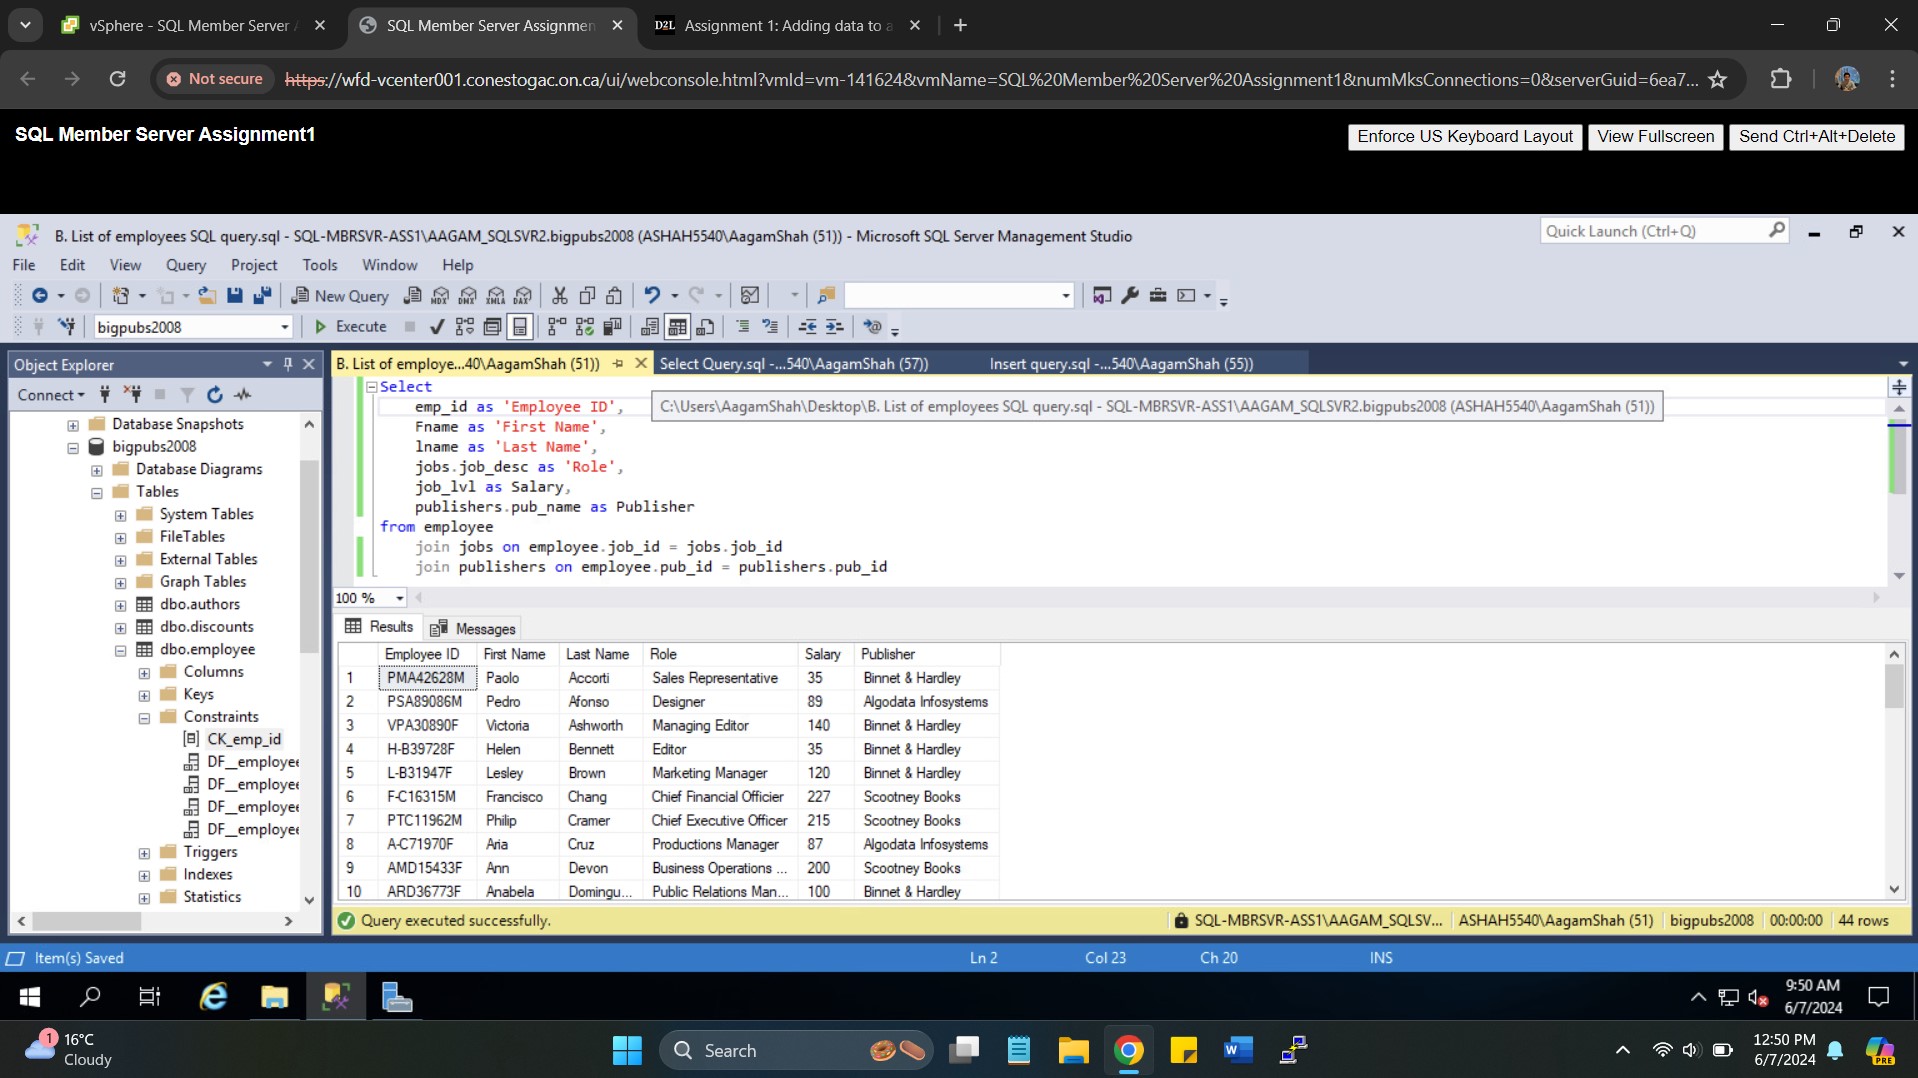 vSphere - SQL Member Server A
SQL Member Server Assignmen
D2L Assignment 1: Adding data to a
Not secure
https://wfd-vcenter001.conestogac.on.ca/ui/webconsole.html?vmId=vm-141624&vmName=SQL%20Member%20Server%20Assignment1&numMksConnections=0&serverGuid=6ea7...
SQL Member Server Assignment1
Enforce US Keyboard Layout View Fullscreen Send Ctrl+Alt+Delete
B. List of employees SQL query.sql - SQL-MBRSVR-ASS1\AAGAM_SQLSVR2.bigpubs2008 (ASHAH5540\AagamShah (51)) - Microsoft SQL Server Management Studio
Quick Launch (Ctrl+Q)
File Edit View Query Project Tools Window Help
New Query MDX DMX XMLA DAX
bigpubs2008 Execute
Object Explorer
B. List of employe...40\AagamShah (51)) Select Query.sql -...540\AagamShah (57)) Insert query.sql -...540\AagamShah (55))
Connect
Database Snapshots
bigpubs2008
Database Diagrams
Tables
System Tables
FileTables
External Tables
Graph Tables
dbo.authors
dbo.discounts
dbo.employee
Columns
Keys
Constraints
CK_emp_id
DF__employee
DF__employee
DF__employee
DF__employee
Triggers
Indexes
Statistics
Select
emp_id as 'Employee ID',
C:\Users\AagamShah\Desktop\B. List of employees SQL query.sql - SQL-MBRSVR-ASS1\AAGAM_SQLSVR2.bigpubs2008 (ASHAH5540\AagamShah (51))
Fname as 'First Name',
lname as 'Last Name',
jobs.job_desc as 'Role',
job_lvl as Salary,
publishers.pub_name as Publisher
from employee
join jobs on employee.job_id = jobs.job_id
join publishers on employee.pub_id = publishers.pub_id
100 %
Results Messages
Employee ID First Name Last Name Role Salary Publisher
1 PMA42628M Paolo Accorti Sales Representative 35 Binnet & Hardley
2 PSA89086M Pedro Afonso Designer 89 Algodata Infosystems
3 VPA30890F Victoria Ashworth Managing Editor 140 Binnet & Hardley
4 H-B39728F Helen Bennett Editor 35 Binnet & Hardley
5 L-B31947F Lesley Brown Marketing Manager 120 Binnet & Hardley
6 F-C16315M Francisco Chang Chief Financial Officier 227 Scootney Books
7 PTC11962M Philip Cramer Chief Executive Officer 215 Scootney Books
8 A-C71970F Aria Cruz Productions Manager 87 Algodata Infosystems
9 AMD15433F Ann Devon Business Operations ... 200 Scootney Books
10 ARD36773F Anabela Domingu... Public Relations Man... 100 Binnet & Hardley
Query executed successfully.
SQL-MBRSVR-ASS1\AAGAM_SQLSV... ASHAH5540\AagamShah (51) bigpubs2008 00:00:00 44 rows
Item(s) Saved Ln 2 Col 23 Ch 20 INS
9:50 AM
6/7/2024
1
16°C
Cloudy
Search
12:50 PM
6/7/2024
PRE